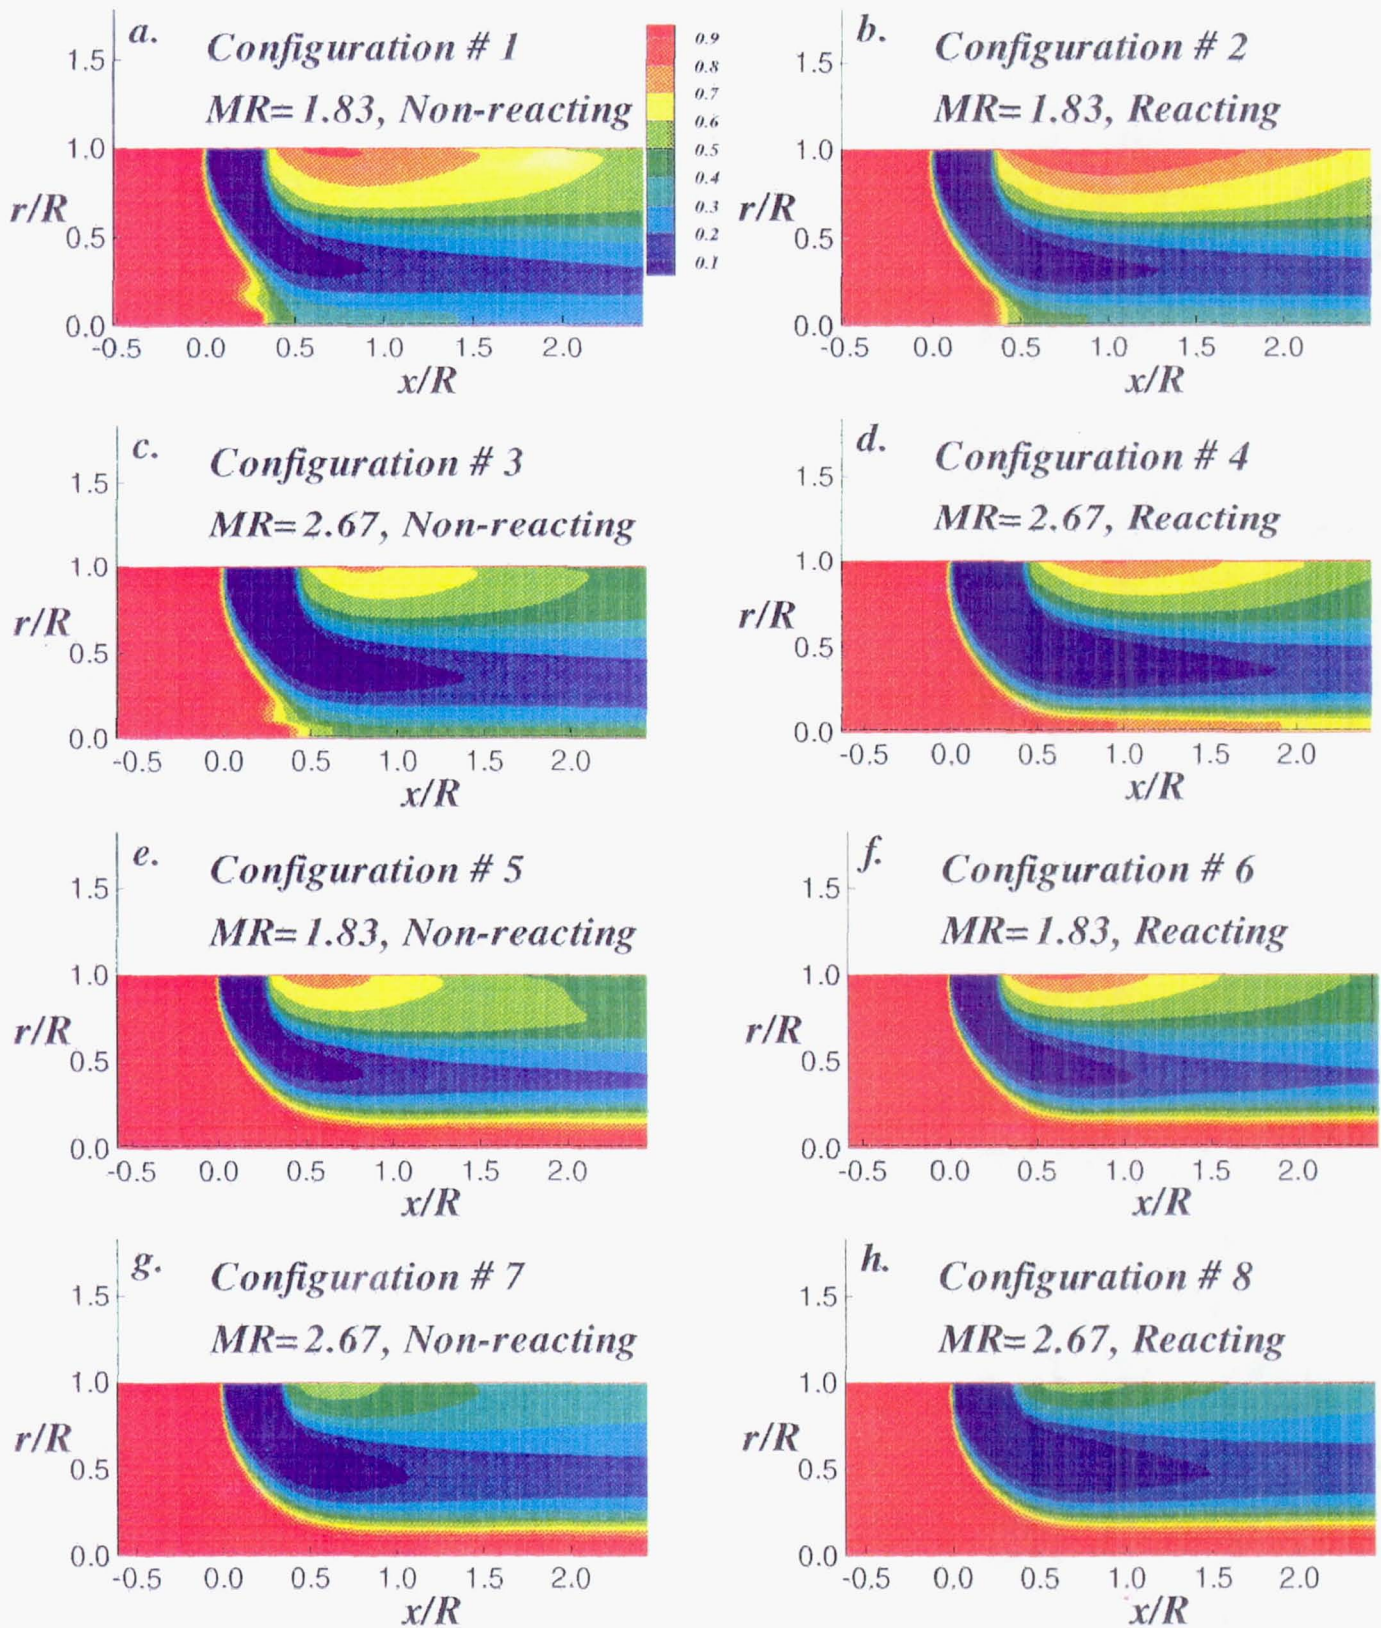 a.
Configuration # 1
MR=1.83, Non-reacting
0.9
0.8
0.7
0.6
0.5
0.4
0.3
0.2
0.1
1.5
1.0
r/R
0.5
0.0
-0.5 0.0 0.5 1.0 1.5 2.0
x/R
b.
Configuration # 2
MR=1.83, Reacting
1.5
1.0
r/R
0.5
0.0
-0.5 0.0 0.5 1.0 1.5 2.0
x/R
c.
Configuration # 3
MR=2.67, Non-reacting
1.5
1.0
r/R
0.5
0.0
-0.5 0.0 0.5 1.0 1.5 2.0
x/R
d.
Configuration # 4
MR=2.67, Reacting
1.5
1.0
r/R
0.5
0.0
-0.5 0.0 0.5 1.0 1.5 2.0
x/R
e.
Configuration # 5
MR=1.83, Non-reacting
1.5
1.0
r/R
0.5
0.0
-0.5 0.0 0.5 1.0 1.5 2.0
x/R
f.
Configuration # 6
MR=1.83, Reacting
1.5
1.0
r/R
0.5
0.0
-0.5 0.0 0.5 1.0 1.5 2.0
x/R
g.
Configuration # 7
MR=2.67, Non-reacting
1.5
1.0
r/R
0.5
0.0
-0.5 0.0 0.5 1.0 1.5 2.0
x/R
h.
Configuration # 8
MR=2.67, Reacting
1.5
1.0
r/R
0.5
0.0
-0.5 0.0 0.5 1.0 1.5 2.0
x/R